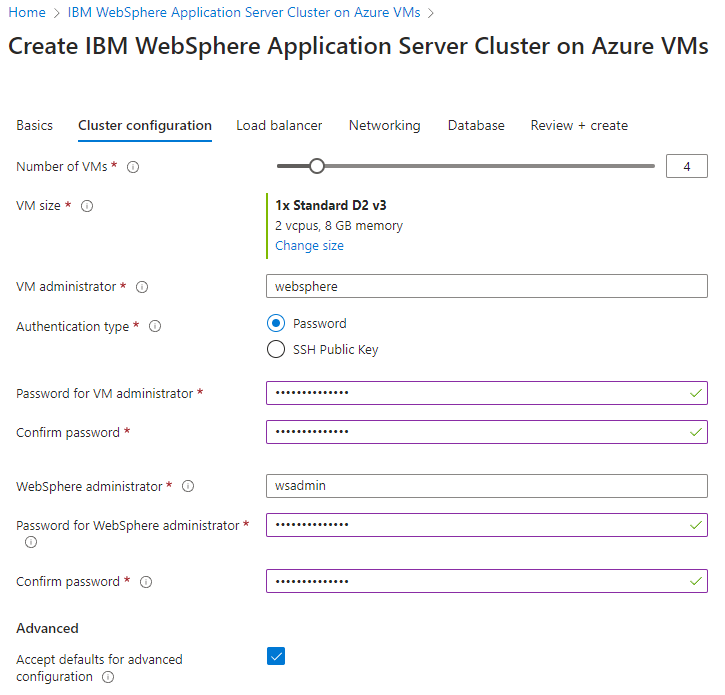 Home > IBM WebSphere Application Server Cluster on Azure VMs >
Create IBM WebSphere Application Server Cluster on Azure VMs
Basics Cluster configuration Load balancer Networking Database Review + create
Number of VMs * 4
VM size * 1x Standard D2 v3
2 vcpus, 8 GB memory
Change size
VM administrator * websphere
Authentication type * Password
SSH Public Key
Password for VM administrator * ••••••••••••••
Confirm password * ••••••••••••••
WebSphere administrator * wsadmin
Password for WebSphere administrator * ••••••••••••••
Confirm password * ••••••••••••••
Advanced
Accept defaults for advanced
configuration